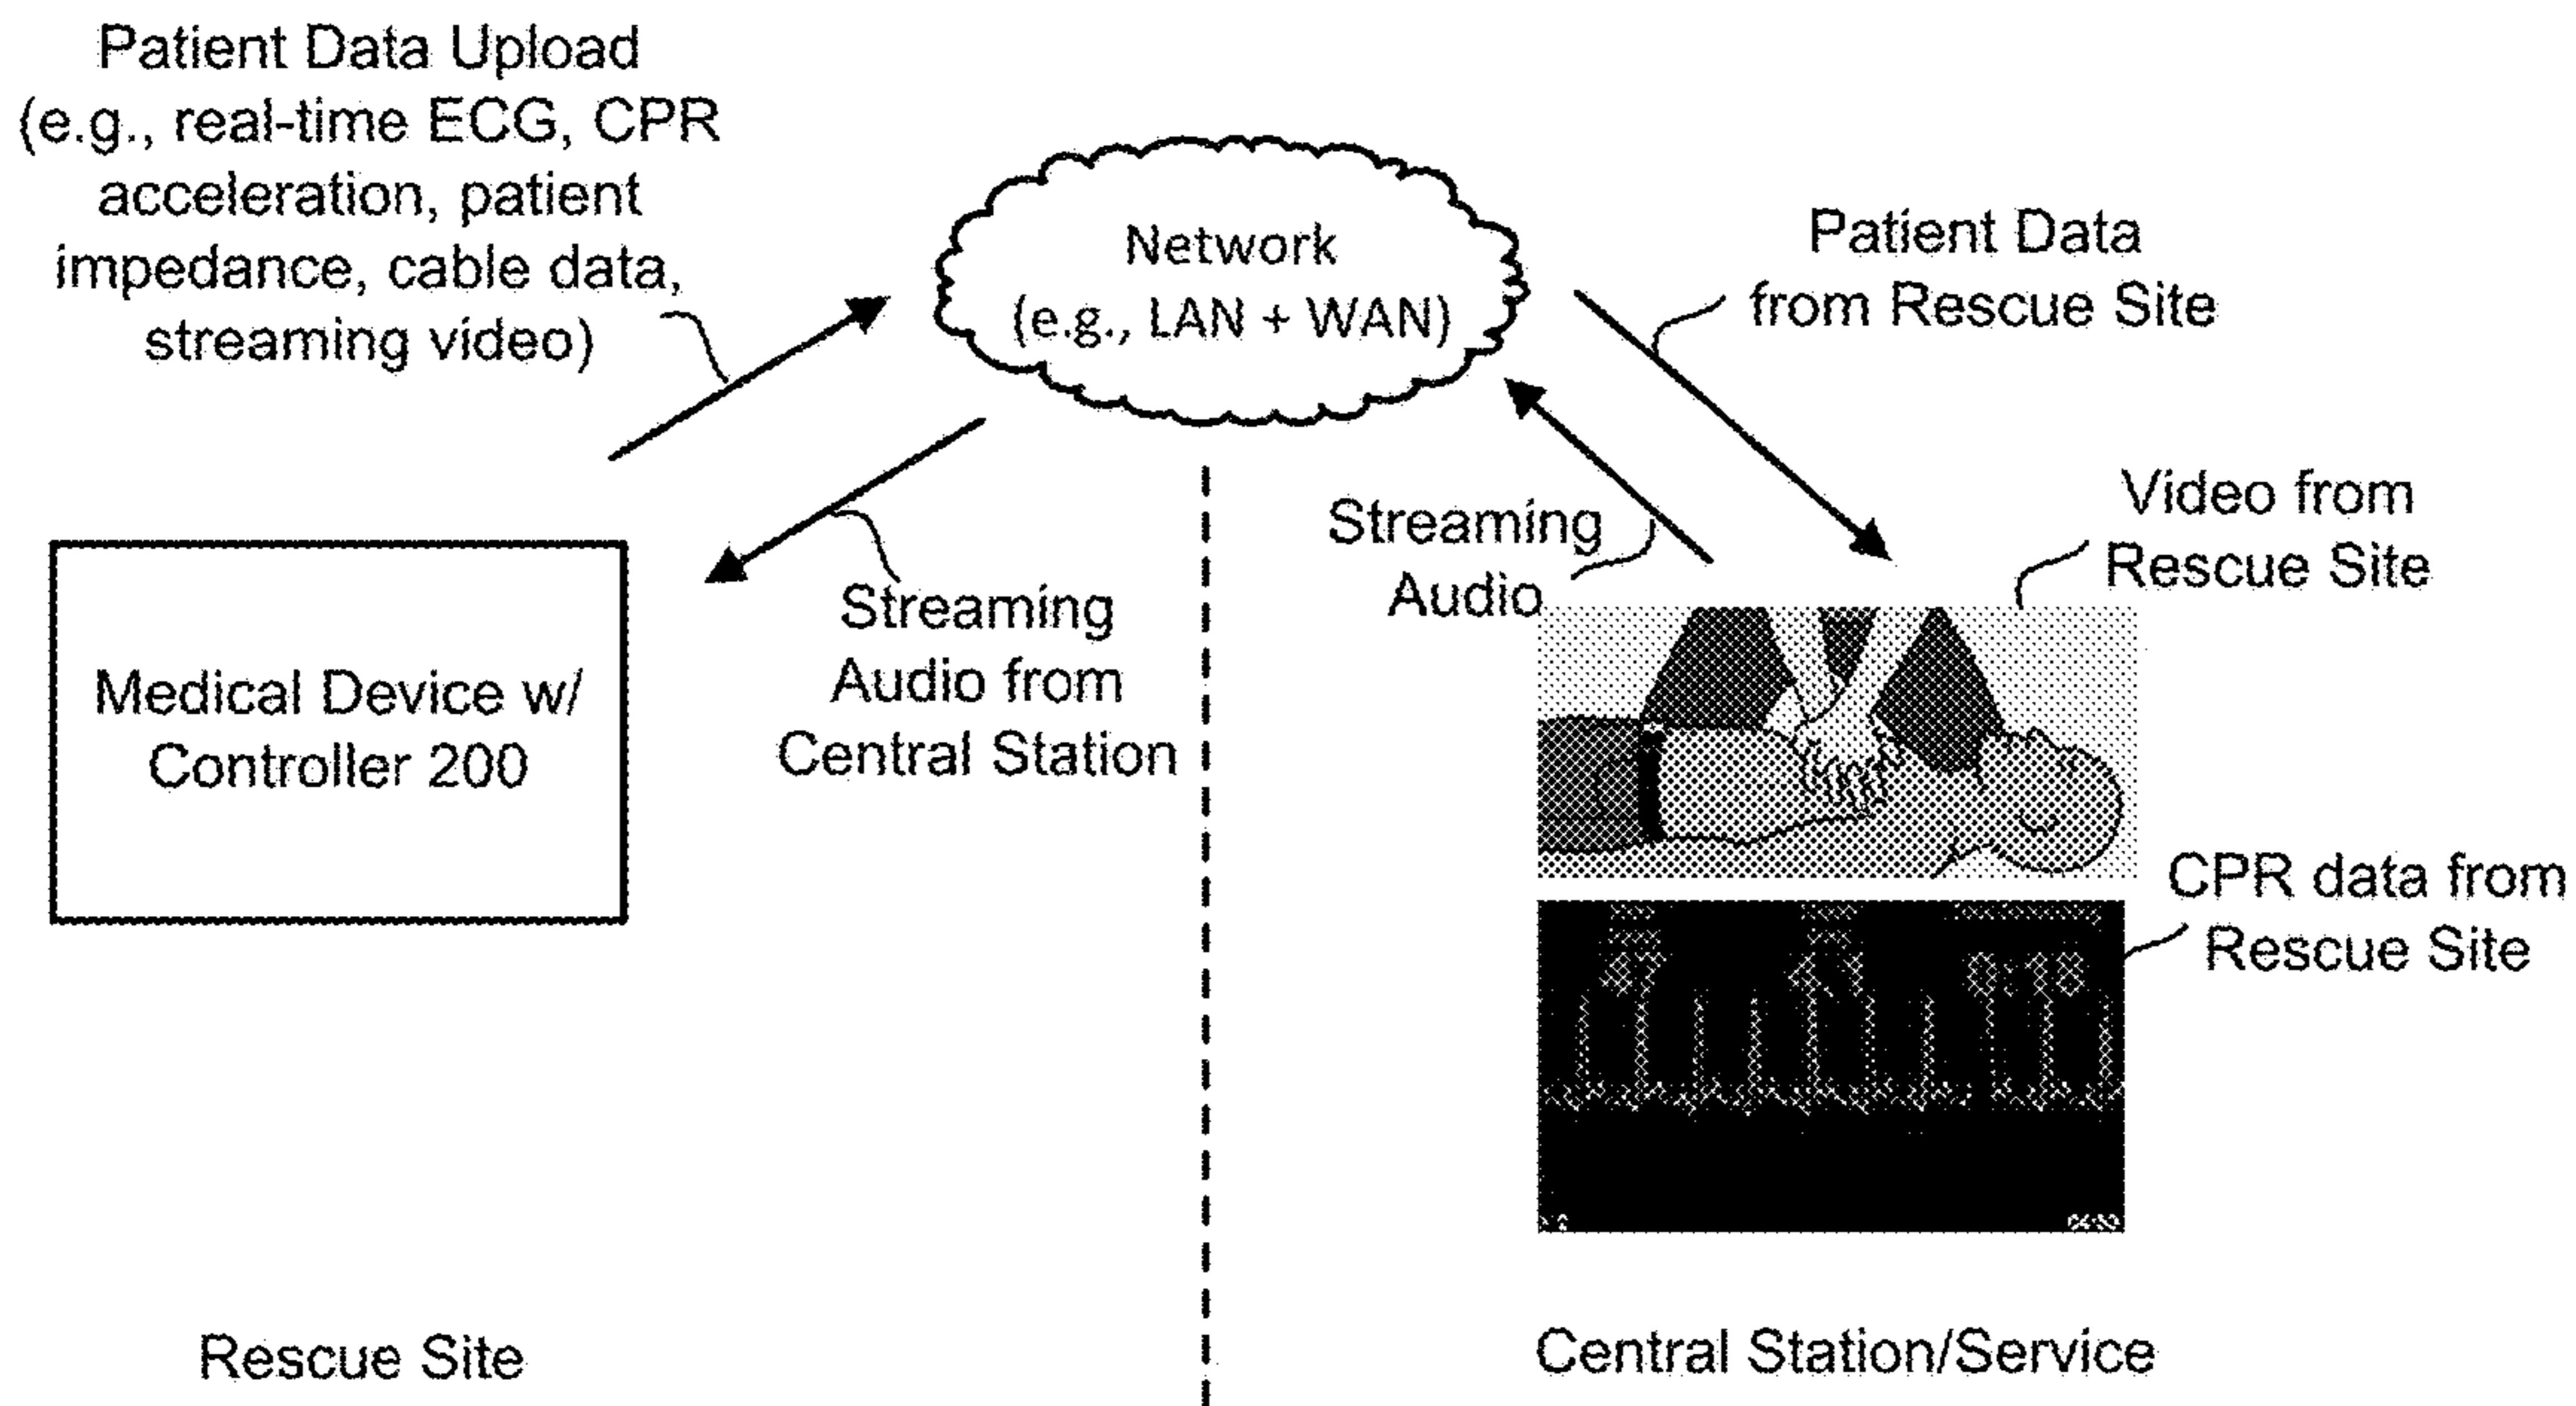 Patient Data Upload
(e.g., real-time ECG, CPR
acceleration, patient
impedance, cable data,
streaming video)
Network
(e.g., LAN + WAN)
Patient Data
from Rescue Site
Medical Device w/
Controller 200
Streaming
Audio from
Central Station
Streaming
Audio
Video from
Rescue Site
CPR data from
Rescue Site
Rescue Site
Central Station/Service